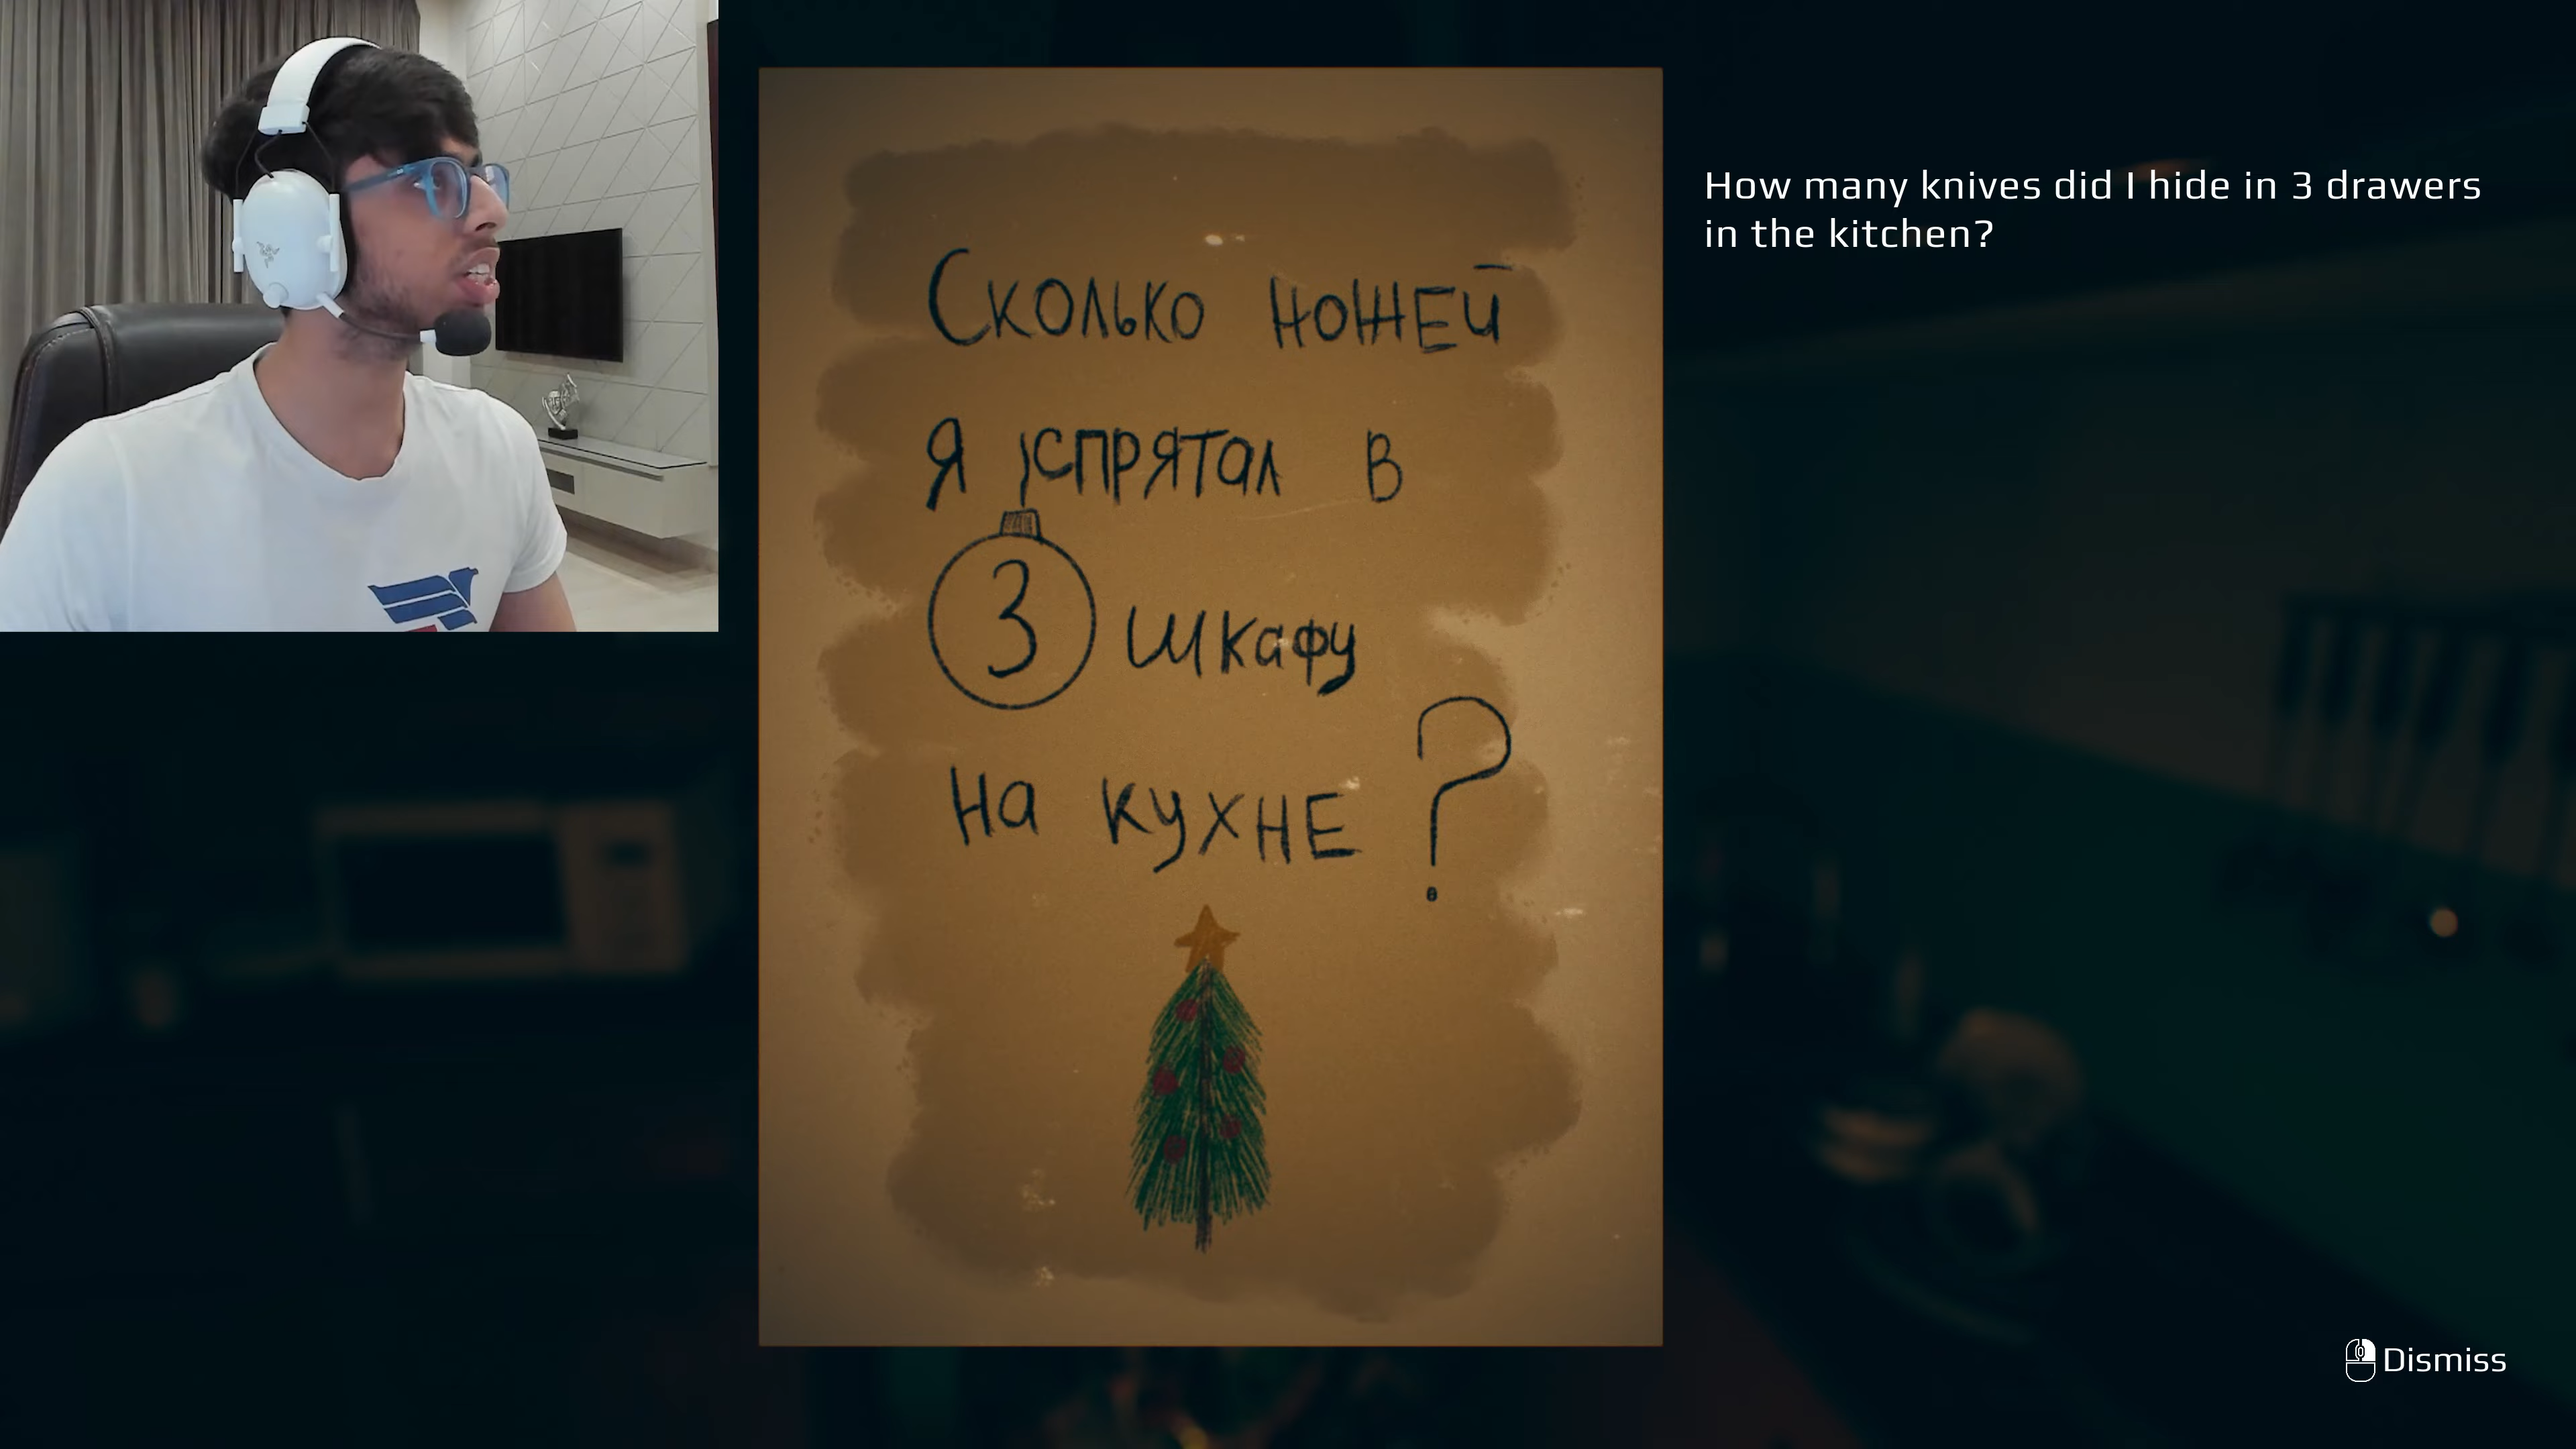 Сколько ножей
я спрятал в
3 шкафу
на кухне ?
How many knives did I hide in 3 drawers
in the kitchen?
Dismiss